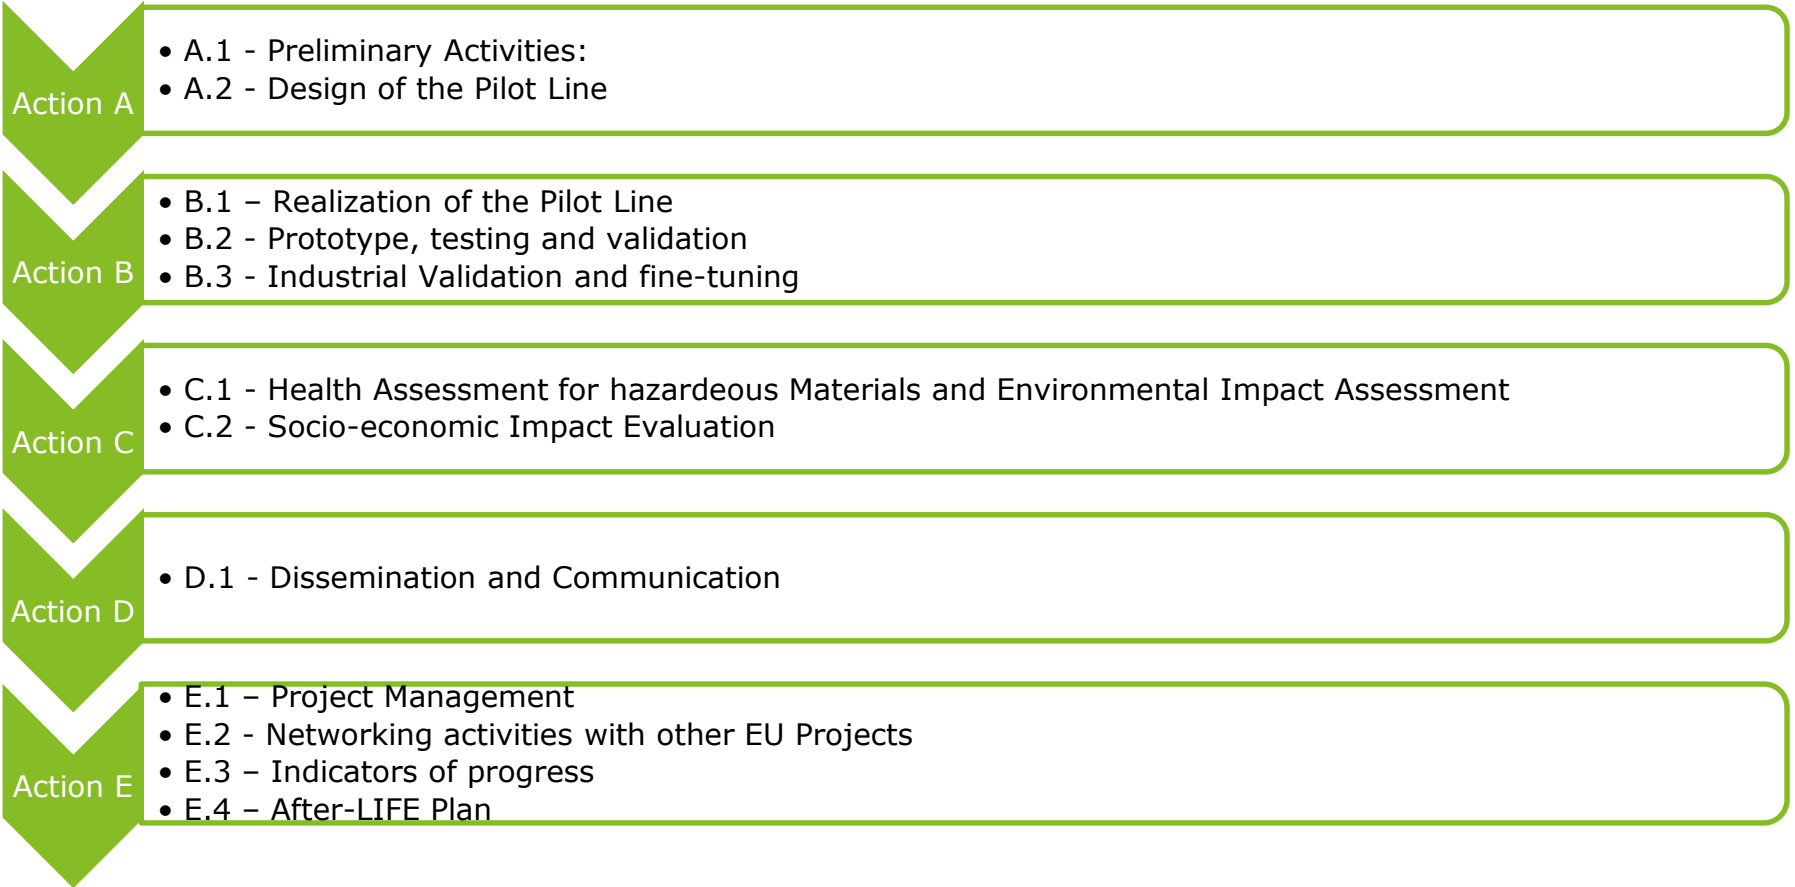 Action A
• A.1 - Preliminary Activities:
• A.2 - Design of the Pilot Line
Action B
• B.1 – Realization of the Pilot Line
• B.2 - Prototype, testing and validation
• B.3 - Industrial Validation and fine-tuning
Action C
• C.1 - Health Assessment for hazardeous Materials and Environmental Impact Assessment
• C.2 - Socio-economic Impact Evaluation
Action D
• D.1 - Dissemination and Communication
Action E
• E.1 – Project Management
• E.2 - Networking activities with other EU Projects
• E.3 – Indicators of progress
• E.4 – After-LIFE Plan